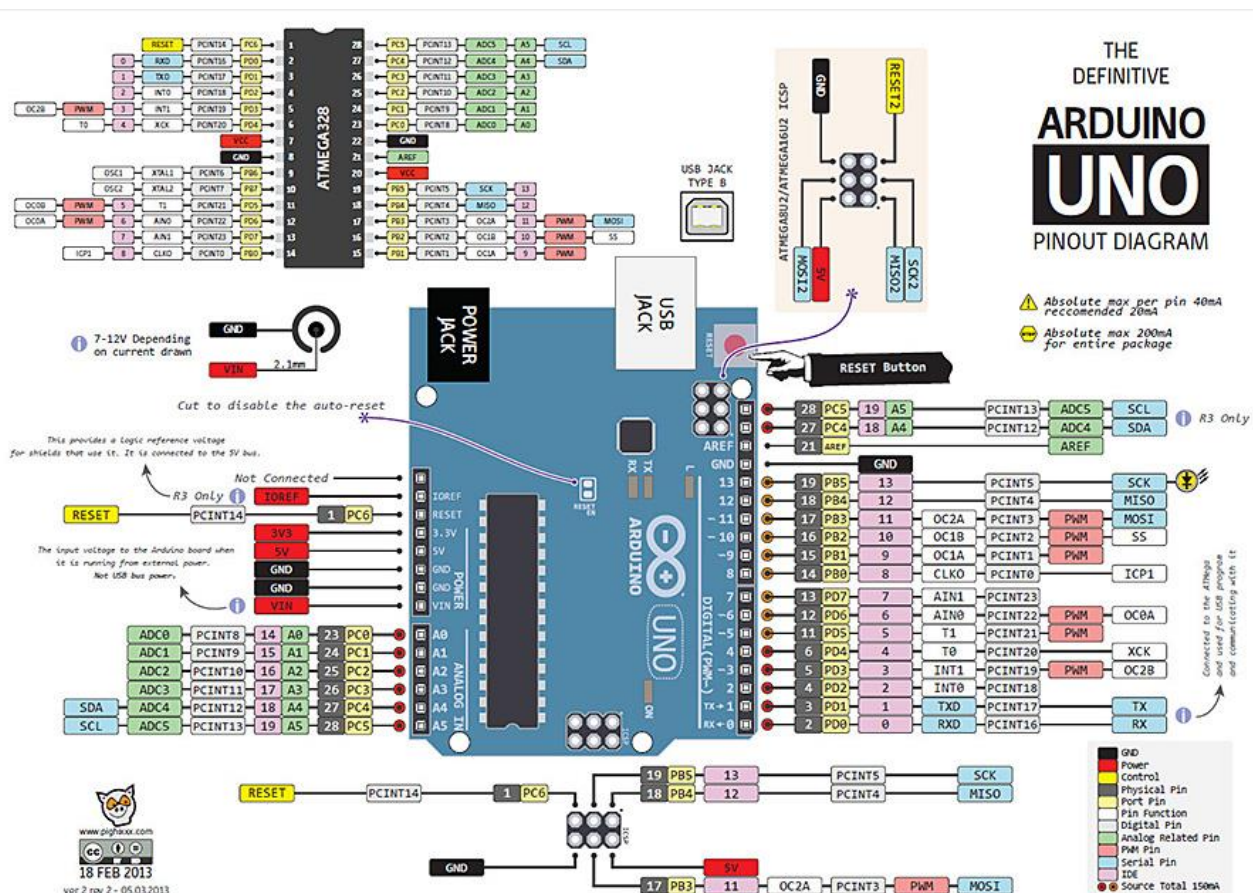 THE
DEFINITIVE
ARDUINO
UNO
PINOUT DIAGRAM
Absolute max per pin 40mA
reccomended 20mA
Absolute max 200mA
for entire package
RESET PCINT14 PC6 1
0 RXD PCINT16 PD0 2
1 TXD PCINT17 PD1 3
2 INT0 PCINT18 PD2 4
OC2B PWM 3 INT1 PCINT19 PD3 5
T0 4 XCK PCINT20 PD4 6
VCC 7
GND 8
OSC1 XTAL1 PCINT6 PB6 9
OSC2 XTAL2 PCINT7 PB7 10
OC0B PWM 5 T1 PCINT21 PD5 11
OC0A PWM 6 AIN0 PCINT22 PD6 12
7 AIN1 PCINT23 PD7 13
ICP1 8 CLKO PCINT0 PB0 14
ATMEGA328
28 PC5 PCINT13 ADC5 A5 SCL
27 PC4 PCINT12 ADC4 A4 SDA
26 PC3 PCINT11 ADC3 A3
25 PC2 PCINT10 ADC2 A2
24 PC1 PCINT9 ADC1 A1
23 PC0 PCINT8 ADC0 A0
22 GND
21 AREF
20 VCC
19 PB5 PCINT5 SCK 13
18 PB4 PCINT4 MISO 12
17 PB3 PCINT3 OC2A 11 PWM MOSI
16 PB2 PCINT2 OC1B 10 PWM SS
15 PB1 PCINT1 OC1A 9 PWM
USB JACK
TYPE B
ATMEGA8U2/ATMEGA16U2 ICSP
GND
RESET2
MOSI2
5V
MISO2
SCK2
7-12V Depending
on current drawn
GND
VIN
2.1mm
POWER
JACK
USB
JACK
RESET
RESET Button
Cut to disable the auto-reset
This provides a logic reference voltage
for shields that use it. It is connected to the 5V bus.
Not Connected
R3 Only IOREF
RESET PCINT14 1 PC6
3V3
5V
GND
GND
VIN
The input voltage to the Arduino board when
it is running from external power.
Not USB bus power.
ADC0 PCINT8 14 A0 23 PC0
ADC1 PCINT9 15 A1 24 PC1
ADC2 PCINT10 16 A2 25 PC2
ADC3 PCINT11 17 A3 26 PC3
SDA ADC4 PCINT12 18 A4 27 PC4
SCL ADC5 PCINT13 19 A5 28 PC5
IOREF
RESET
3.3V
5V
GND
GND
VIN
POWER
A0
A1
A2
A3
A4
A5
ANALOG IN
RESET
EN
RX
TX
L
ARDUINO
UNO
ON
ICSP
AREF
GND
13
12
~11
~10
~9
8
7
~6
~5
4
~3
2
TX→1
RX←0
DIGITAL(PWM~)
28 PC5 19 A5 PCINT13 ADC5 SCL
27 PC4 18 A4 PCINT12 ADC4 SDA
R3 Only
21 AREF AREF
GND
19 PB5 13 PCINT5 SCK
18 PB4 12 PCINT4 MISO
17 PB3 11 OC2A PCINT3 PWM MOSI
16 PB2 10 OC1B PCINT2 PWM SS
15 PB1 9 OC1A PCINT1 PWM
14 PB0 8 CLKO PCINT0 ICP1
13 PD7 7 AIN1 PCINT23
12 PD6 6 AIN0 PCINT22 PWM OC0A
11 PD5 5 T1 PCINT21 PWM
6 PD4 4 T0 PCINT20 XCK
5 PD3 3 INT1 PCINT19 PWM OC2B
4 PD2 2 INT0 PCINT18
3 PD1 1 TXD PCINT17 TX
2 PD0 0 RXD PCINT16 RX
Connected to the ATMega
and used for USB program
and communicating with it
GND
Power
Control
Physical Pin
Port Pin
Pin Function
Digital Pin
Analog Related Pin
PWM Pin
Serial Pin
IDE
Source Total 150mA
19 PB5 13 PCINT5 SCK
18 PB4 12 PCINT4 MISO
RESET PCINT14 1 PC6
ICSP
GND
5V
17 PB3 11 OC2A PCINT3 PWM MOSI
www.pighixxx.com
cc
18 FEB 2013
ver 2 rev 2 - 05.03.2013